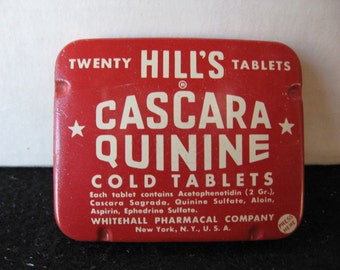 TWENTY HILL'S TABLETS
®
CASCARA
QUININE
COLD TABLETS
Each tablet contains Acetophenetidin (2 Gr.),
Cascara Sagrada, Quinine Sulfate, Aloin,
Aspirin, Ephedrine Sulfate.
WHITEHALL PHARMACAL COMPANY
New York, N.Y., U.S.A.